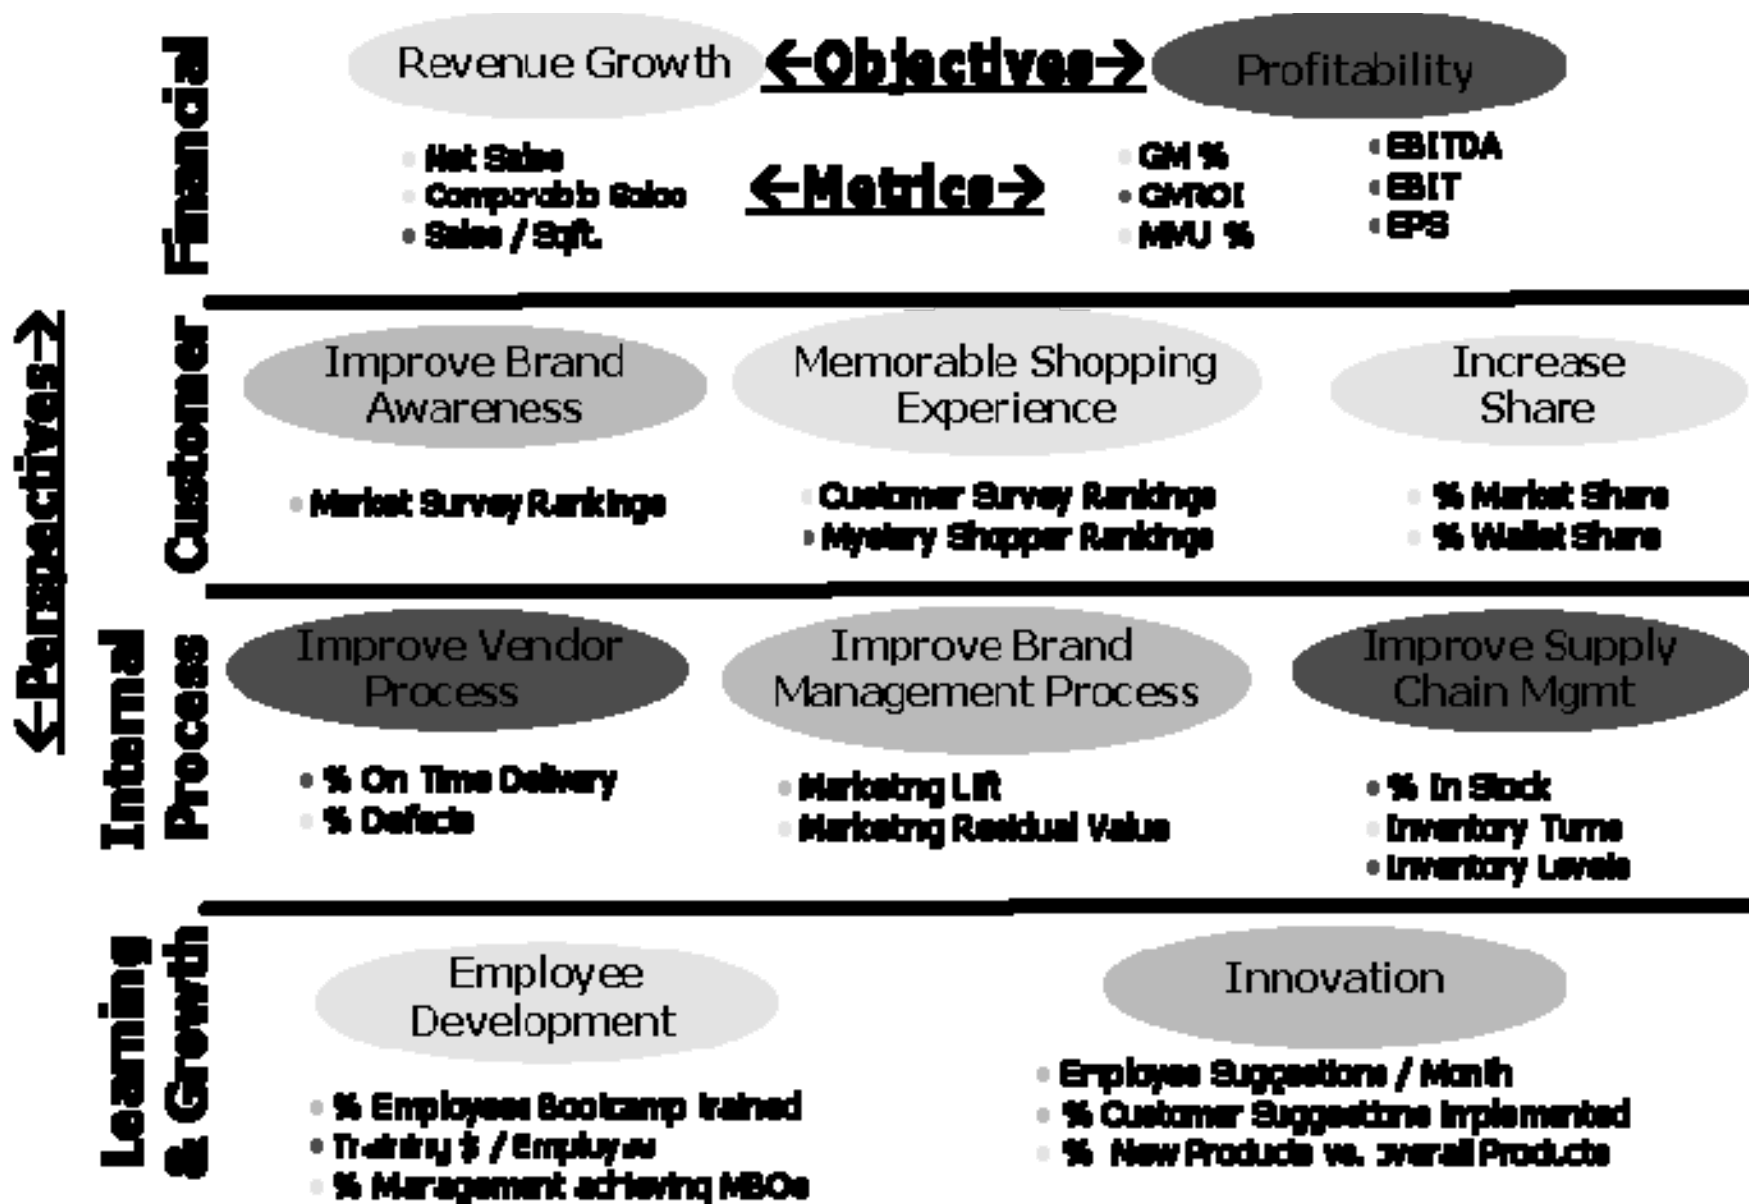 Financial
Revenue Growth
←Objectives→
Profitability
Net Sales
Comparable Sales
Sales / Sqft.
←Metrics→
GM %
GMROI
MMU %
EBITDA
EBIT
EPS
←Perspectives→
Customer
Improve Brand
Awareness
Market Survey Rankings
Memorable Shopping
Experience
Customer Survey Rankings
Mystery Shopper Rankings
Increase
Share
% Market Share
% Wallet Share
Internal
Process
Improve Vendor
Process
% On Time Delivery
% Defects
Improve Brand
Management Process
Marketng Lift
Marketng Residual Value
Improve Supply
Chain Mgmt
% In Stock
Inventory Turns
Inventory Levels
Learning
& Growth
Employee
Development
% Employees Bootcamp trained
Training $ / Employee
% Management achieving MBOs
Innovation
Employee Suggestions / Month
% Customer Suggestions Implemented
% New Products vs. overall Products